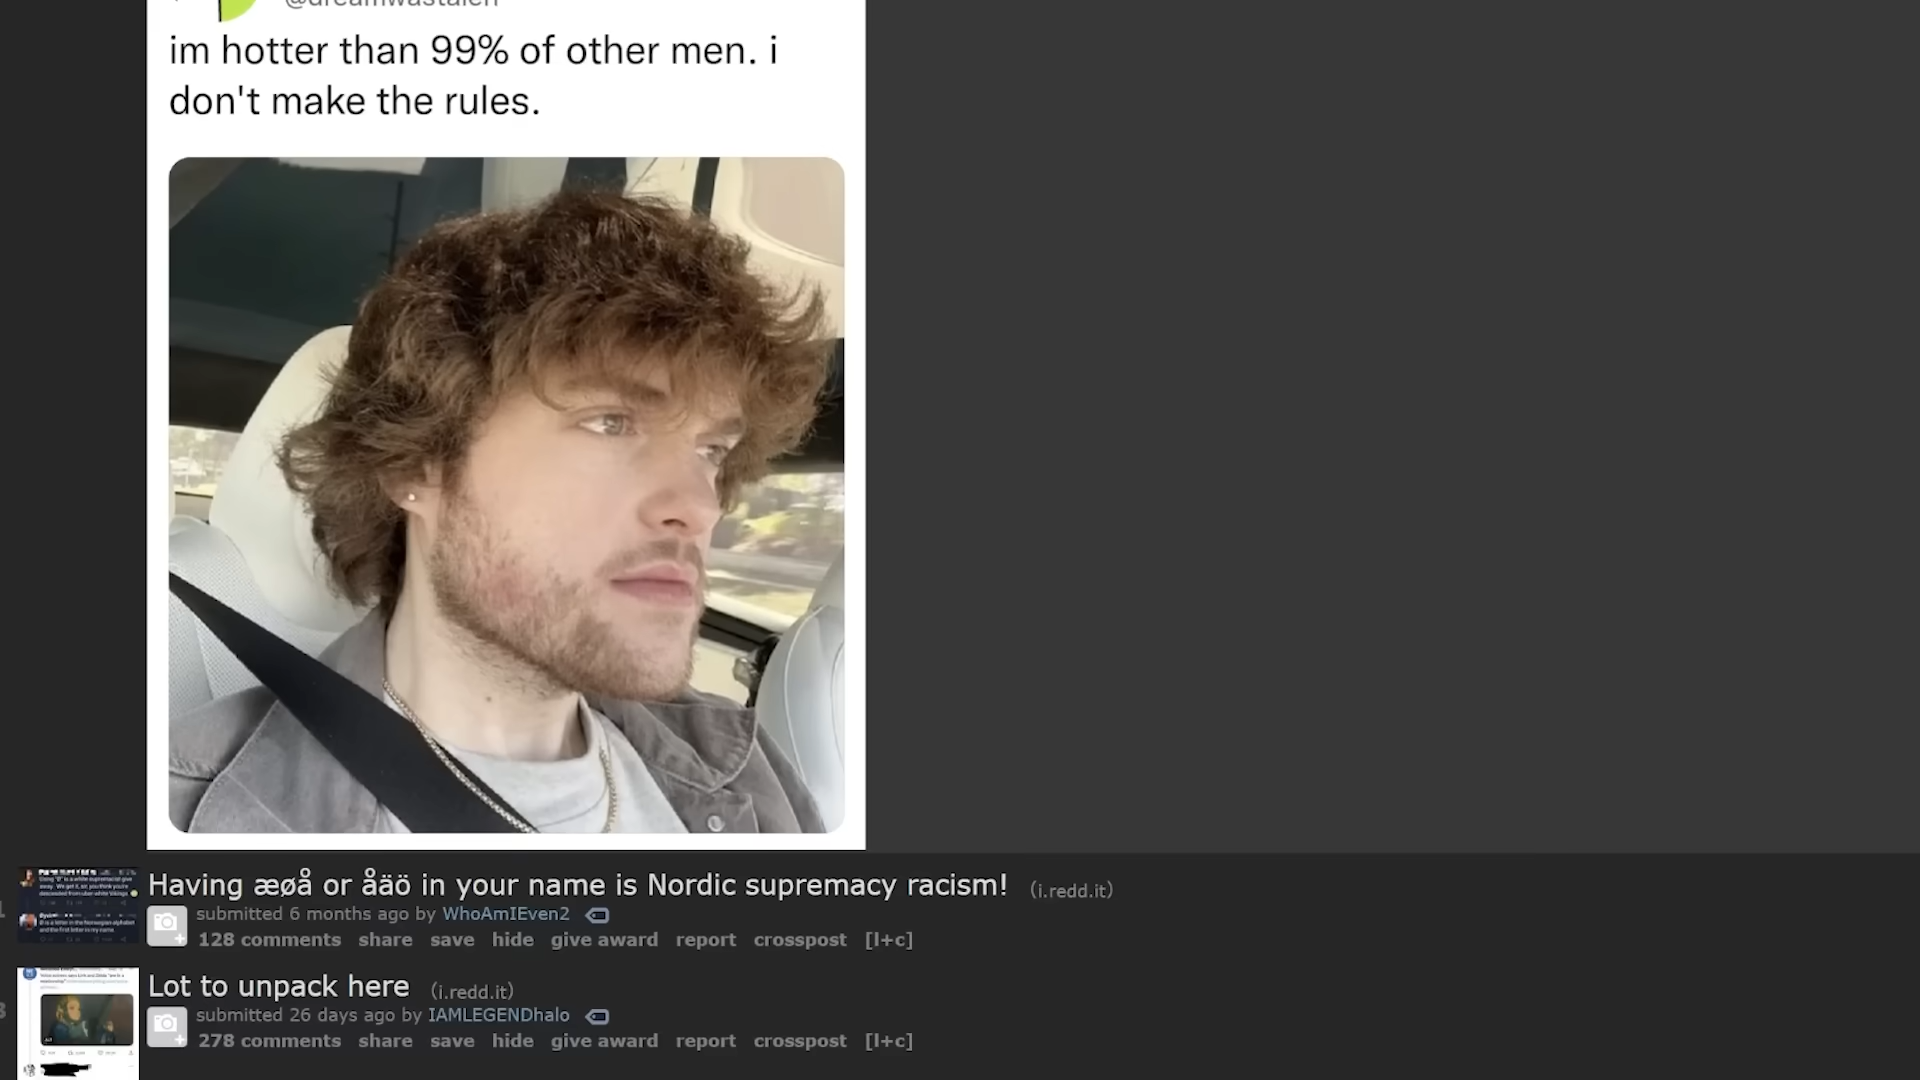 @dreamwastaken
im hotter than 99% of other men. i
don't make the rules.
Having æøå or åäö in your name is Nordic supremacy racism! (i.redd.it)
submitted 6 months ago by WhoAmIEven2
128 comments share save hide give award report crosspost [l+c]
Lot to unpack here (i.redd.it)
submitted 26 days ago by IAMLEGENDhalo
278 comments share save hide give award report crosspost [l+c]